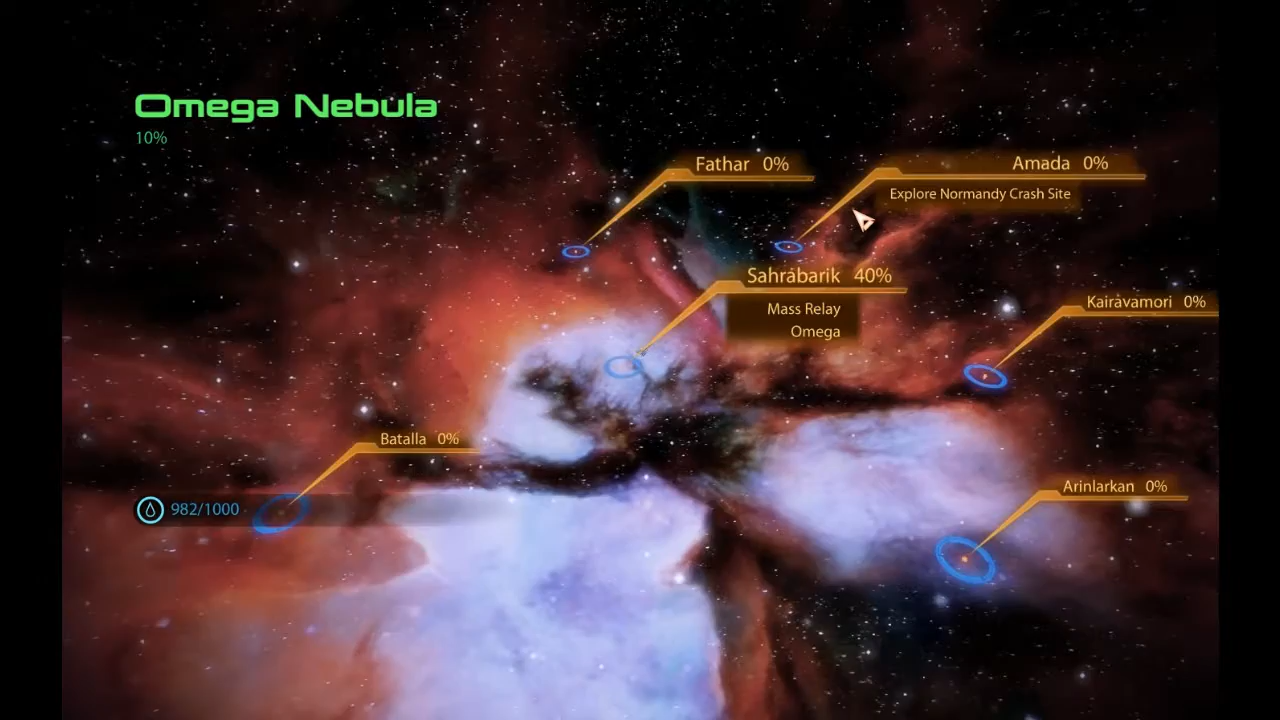 Omega Nebula
10%
Fathar 0%
Amada 0%
Explore Normandy Crash Site
Sahrabarik 40%
Mass Relay
Omega
Kairavamori 0%
Batalla 0%
982/1000
Arinlarkan 0%